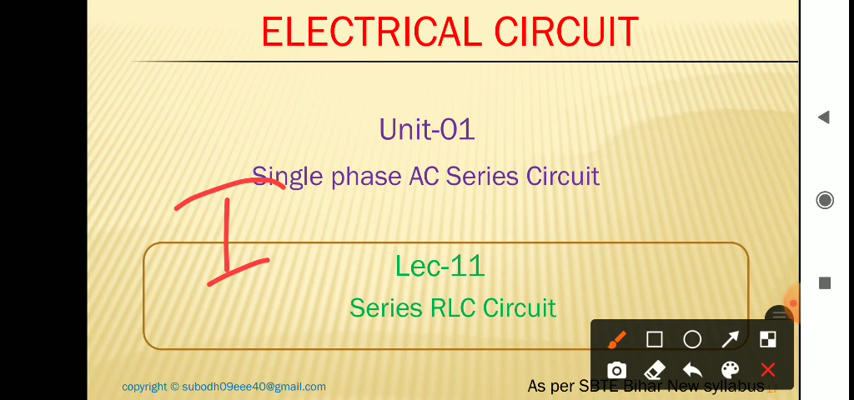 ELECTRICAL CIRCUIT
Unit-01
Single phase AC Series Circuit
I
Lec-11
Series RLC Circuit
copyright © subodh09eee40@gmail.com
As per SBTE Bihar New syllabus